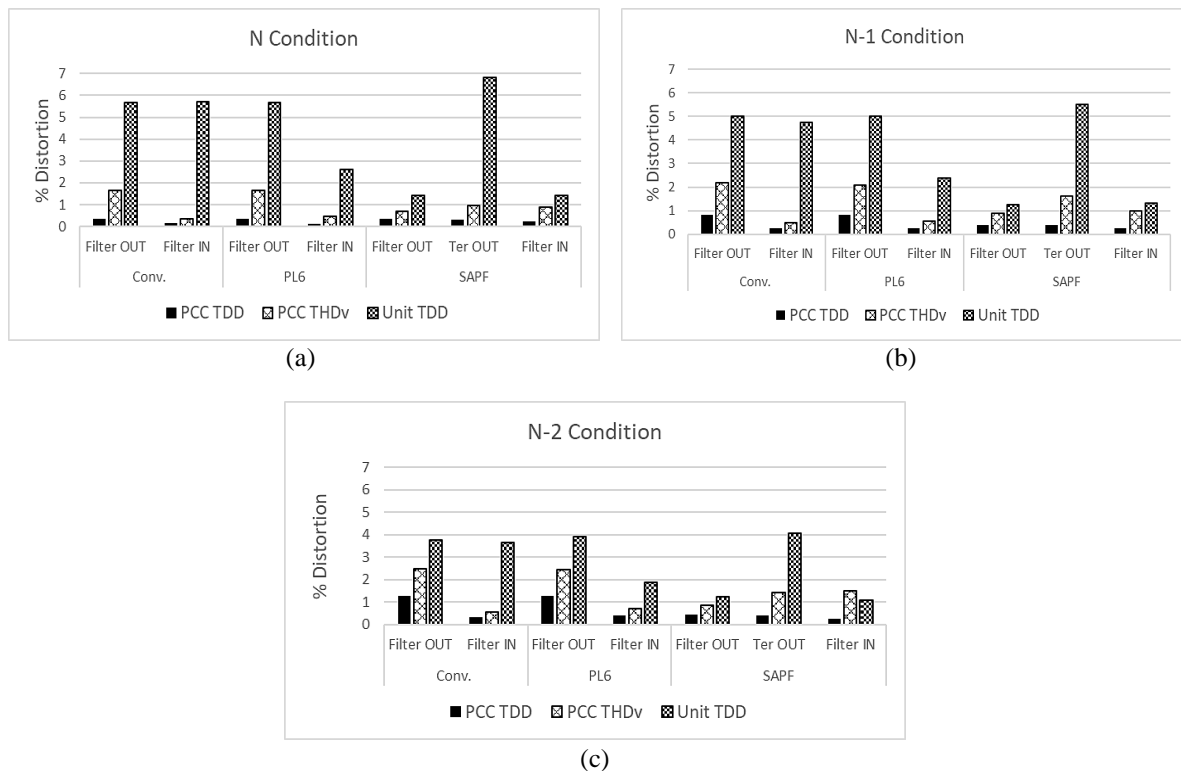 N Condition
% Distortion
7
6
5
4
3
2
1
0
Filter OUT Filter IN Filter OUT Filter IN Filter OUT Ter OUT Filter IN
Conv. PL6 SAPF
PCC TDD PCC THDv Unit TDD
(a)
N-1 Condition
% Distortion
7
6
5
4
3
2
1
0
Filter OUT Filter IN Filter OUT Filter IN Filter OUT Ter OUT Filter IN
Conv. PL6 SAPF
PCC TDD PCC THDv Unit TDD
(b)
N-2 Condition
% Distortion
7
6
5
4
3
2
1
0
Filter OUT Filter IN Filter OUT Filter IN Filter OUT Ter OUT Filter IN
Conv. PL6 SAPF
PCC TDD PCC THDv Unit TDD
(c)